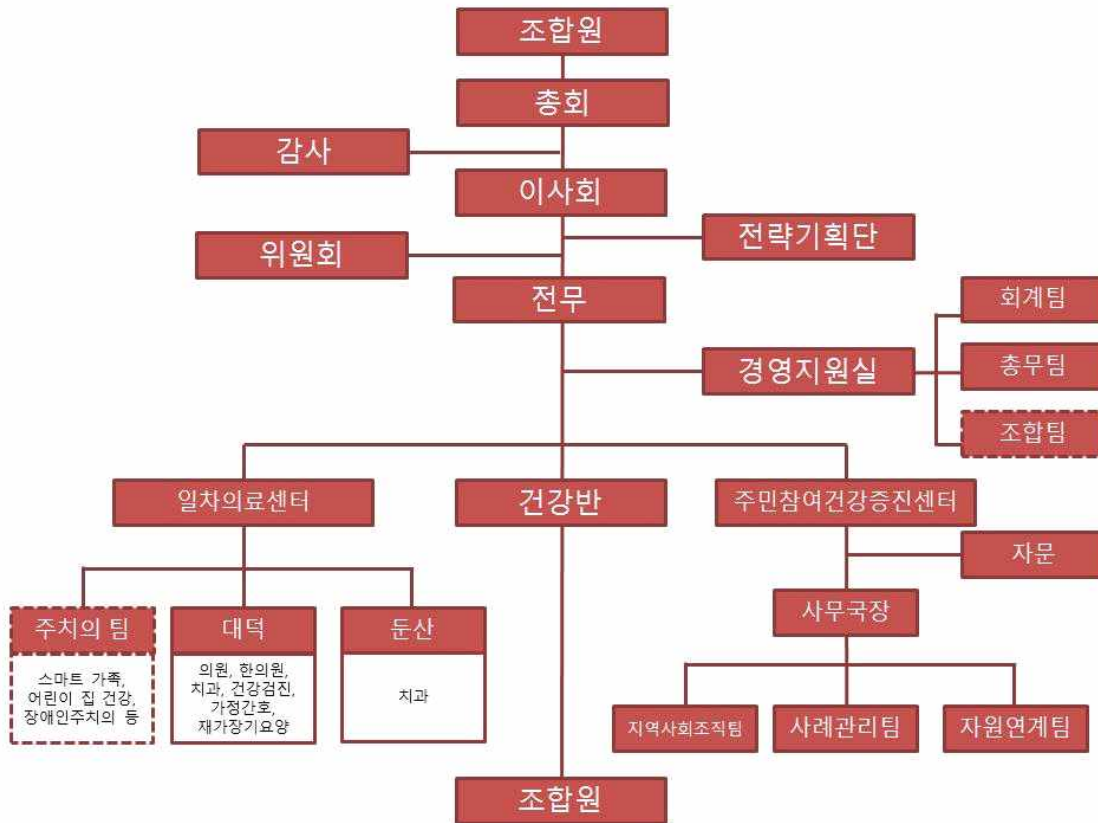 조합원
총회
감사
이사회
전략기획단
위원회
전무
회계팀
경영지원실
총무팀
조합팀
일차의료센터
건강반
주민참여건강증진센터
자문
사무국장
주치의 팀
스마트 가족,
어린이 집 건강,
장애인주치의 등
대덕
의원, 한의원,
치과, 건강검진,
가정간호,
재가장기요양
둔산
치과
지역사회조직팀
사례관리팀
자원연계팀
조합원